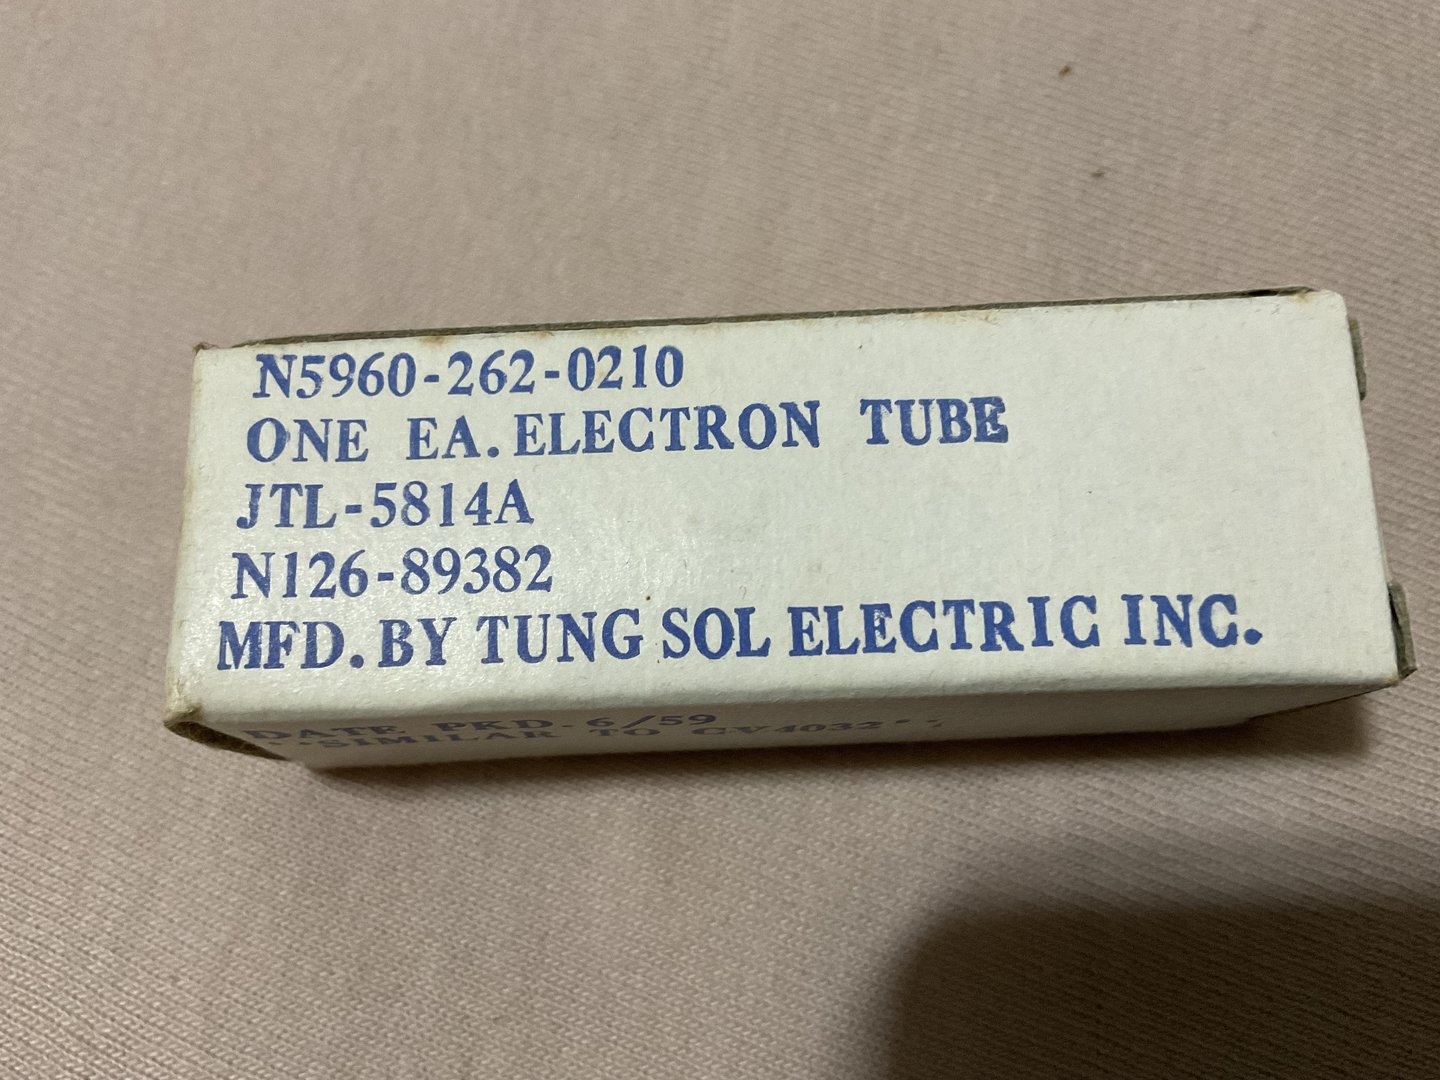 N5960-262-0210
ONE EA. ELECTRON TUBE
JTL-5814A
N126-89382
MFD. BY TUNG SOL ELECTRIC INC.
DATE PKD. 6/59
"SIMILAR TO CV4032"